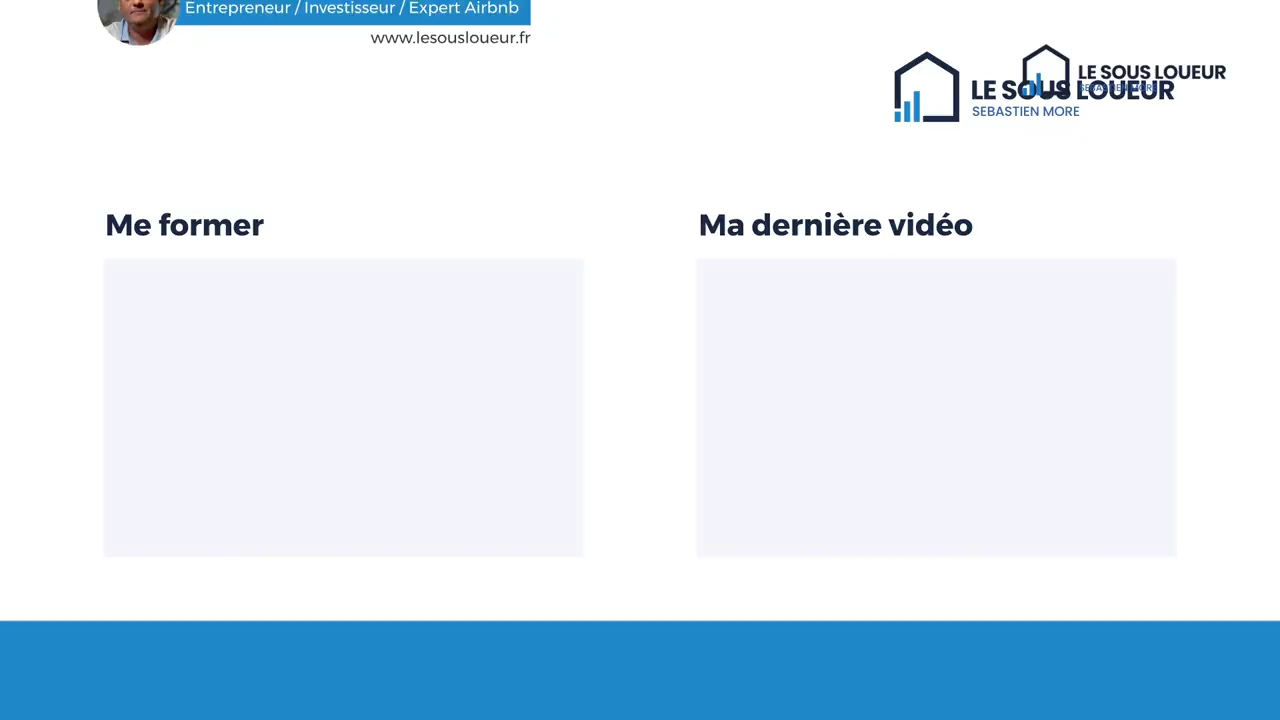 Entrepreneur / Investisseur / Expert Airbnb
www.lesousloueur.fr
LE SOUS LOUEUR
LE SOUS LOUEUR
SEBASTIEN MORE
Me former
Ma dernière vidéo